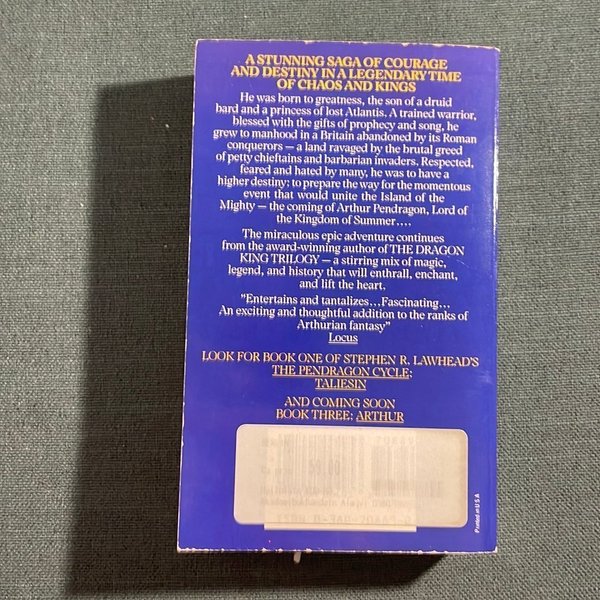 A STUNNING SAGA OF COURAGE
AND DESTINY IN A LEGENDARY TIME
OF CHAOS AND KINGS
He was born to greatness, the son of a druid
bard and a princess of lost Atlantis. A trained warrior,
blessed with the gifts of prophecy and song, he
grew to manhood in a Britain abandoned by its Roman
conquerors — a land ravaged by the brutal greed
of petty chieftains and barbarian invaders. Respected,
feared and hated by many, he was to have a
higher destiny: to prepare the way for the momentous
event that would unite the Island of the
Mighty — the coming of Arthur Pendragon, Lord of
the Kingdom of Summer....
The miraculous epic adventure continues
from the award-winning author of THE DRAGON
KING TRILOGY — a stirring mix of magic,
legend, and history that will enthrall, enchant,
and lift the heart.
"Entertains and tantalizes...Fascinating...
An exciting and thoughtful addition to the ranks of
Arthurian fantasy"
Locus
LOOK FOR BOOK ONE OF STEPHEN R. LAWHEAD'S
THE PENDRAGON CYCLE:
TALIESIN
AND COMING SOON
BOOK THREE: ARTHUR
ISBN
Printed in U S A